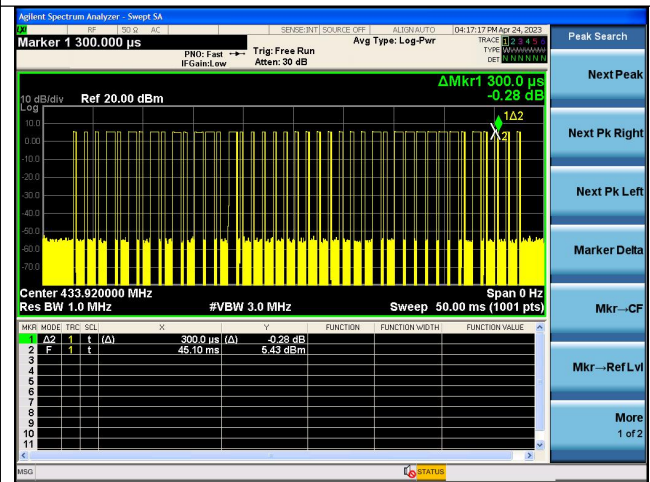 Agilent Spectrum Analyzer - Swept SA
RF 50 Ω AC SENSE:INT SOURCE OFF ALIGNAUTO 04:17:17 PM Apr 24, 2023
Marker 1 300.000 µs
PNO: Fast
IFGain:Low
Trig: Free Run
Atten: 30 dB
Avg Type: Log-Pwr
TRACE 1 2 3 4 5 6
TYPE
DET N N N N N N
ΔMkr1 300.0 µs
-0.28 dB
10 dB/div Ref 20.00 dBm
Log
10.0
0.00
-10.0
-20.0
-30.0
-40.0
-50.0
-60.0
-70.0
1Δ2
X2
Center 433.920000 MHz
Span 0 Hz
Res BW 1.0 MHz #VBW 3.0 MHz Sweep 50.00 ms (1001 pts)
MKR MODE TRC SCL X Y FUNCTION FUNCTION WIDTH FUNCTION VALUE
1 Δ2 1 t (Δ) 300.0 µs (Δ) -0.28 dB
2 F 1 t 45.10 ms 5.43 dBm
3
4
5
6
7
8
9
10
11
MSG STATUS
Peak Search
Next Peak
Next Pk Right
Next Pk Left
Marker Delta
Mkr→CF
Mkr→Ref Lvl
More
1 of 2